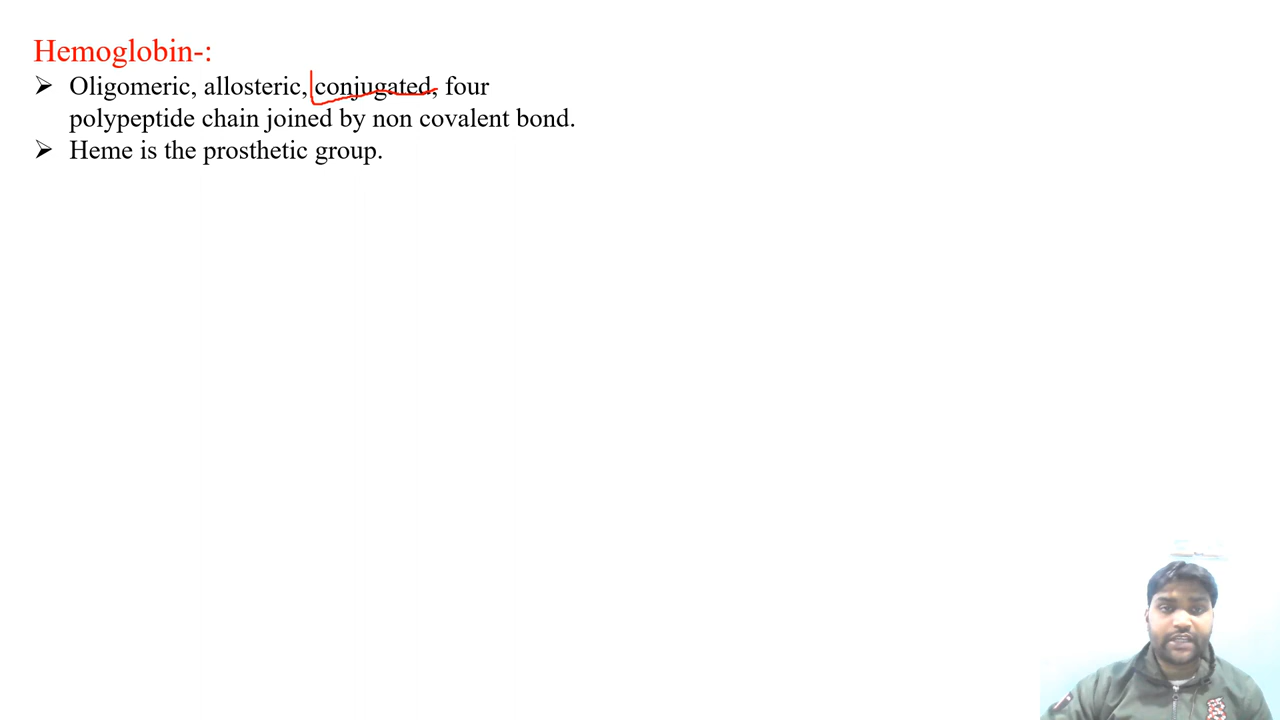 Hemoglobin-:
➢ Oligomeric, allosteric, conjugated, four
polypeptide chain joined by non covalent bond.
➢ Heme is the prosthetic group.